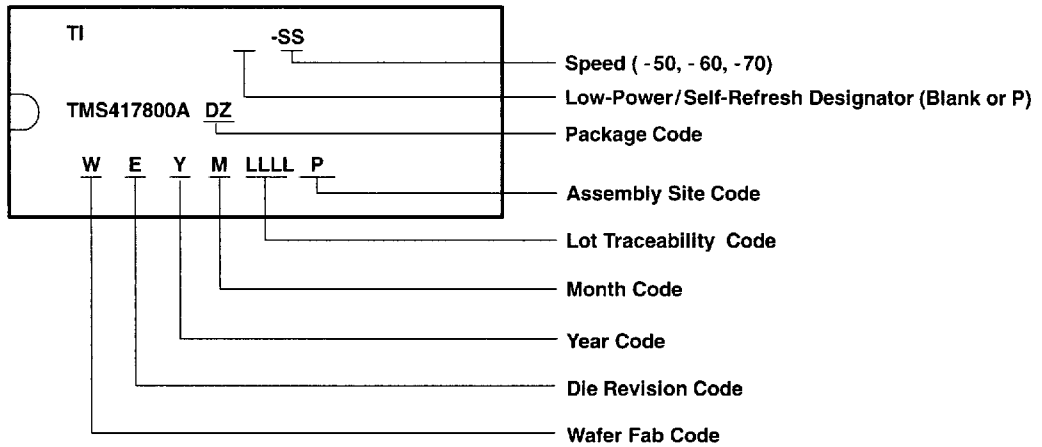 TI
-SS
Speed ( -50, - 60, -70)
Low-Power/Self-Refresh Designator (Blank or P)
TMS417800A DZ
Package Code
W E Y M LLLL P
Assembly Site Code
Lot Traceability Code
Month Code
Year Code
Die Revision Code
Wafer Fab Code